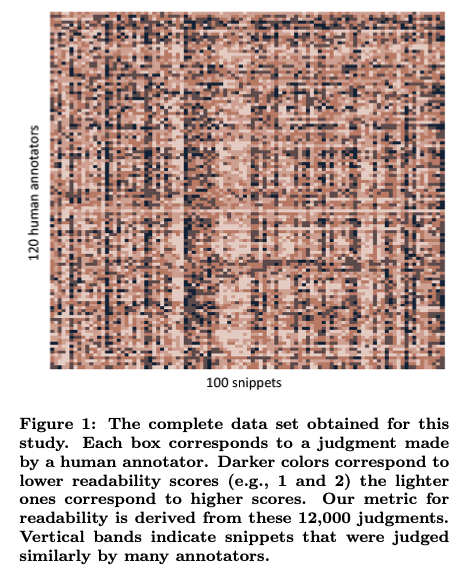 120 human annotators
100 snippets
Figure 1: The complete data set obtained for this
study. Each box corresponds to a judgment made
by a human annotator. Darker colors correspond to
lower readability scores (e.g., 1 and 2) the lighter
ones correspond to higher scores. Our metric for
readability is derived from these 12,000 judgments.
Vertical bands indicate snippets that were judged
similarly by many annotators.